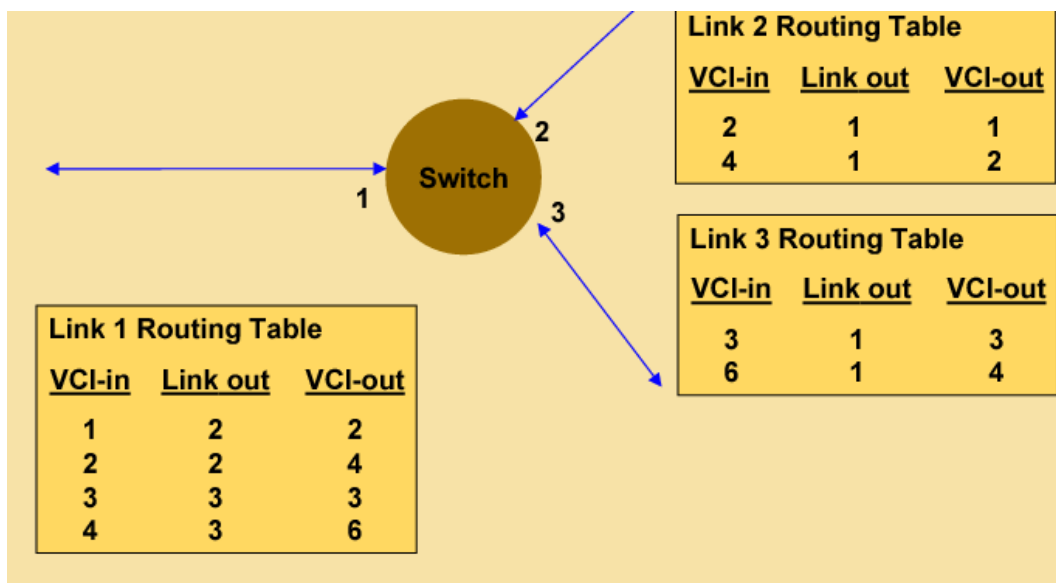 Link 2 Routing Table
VCI-in Link out VCI-out
2 1 1
4 1 2
2
Switch
1
3
Link 3 Routing Table
VCI-in Link out VCI-out
3 1 3
6 1 4
Link 1 Routing Table
VCI-in Link out VCI-out
1 2 2
2 2 4
3 3 3
4 3 6